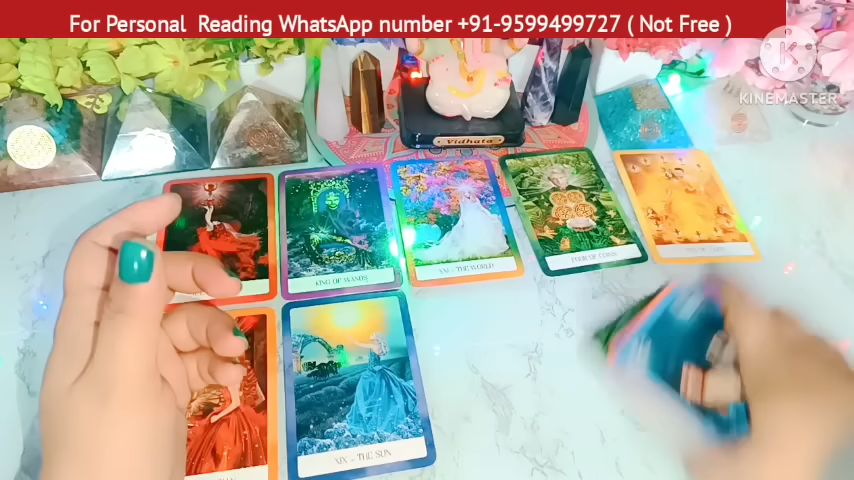 For Personal Reading WhatsApp number +91-9599499727 ( Not Free )
K
KINEMASTER
Vidhata
KING OF WANDS
XXI - THE WORLD
FOUR OF COINS
XIX - THE SUN